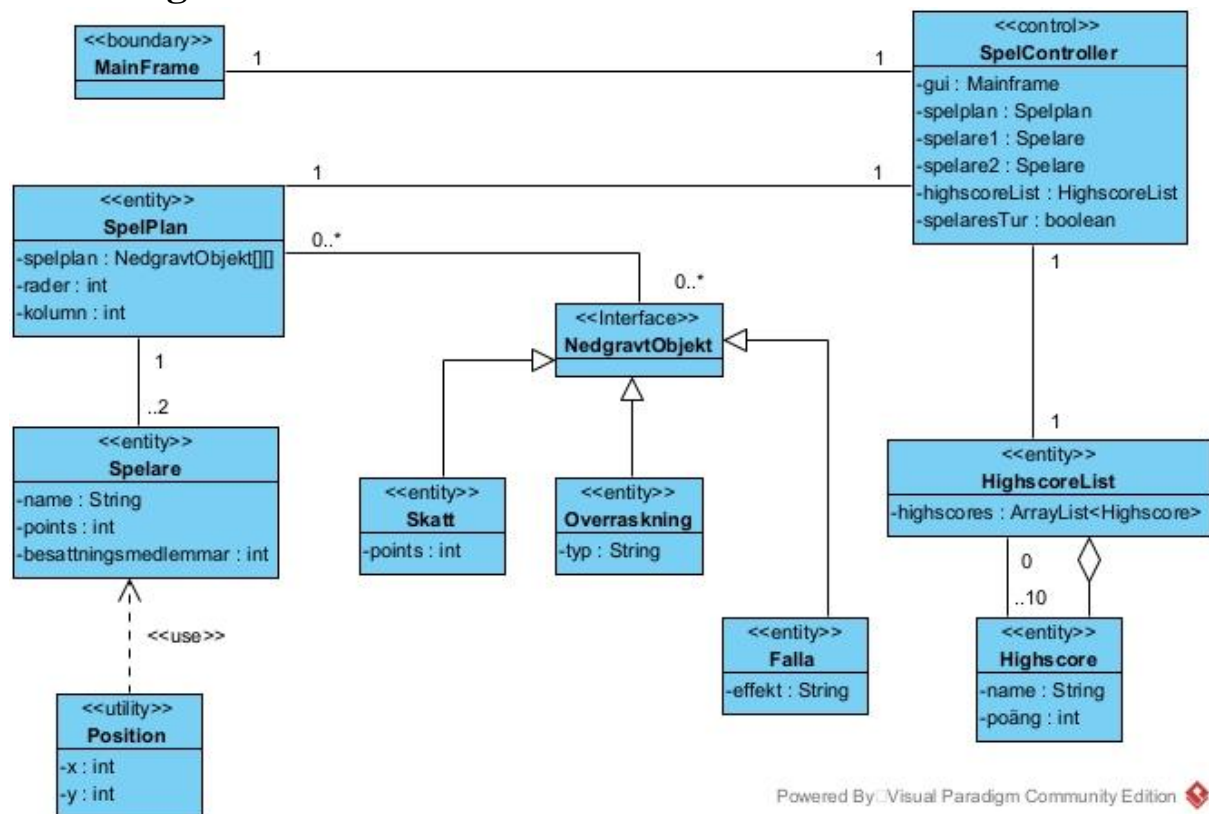 <<boundary>>
MainFrame
1
1
<<control>>
SpelController
-gui : Mainframe
-spelplan : Spelplan
-spelare1 : Spelare
-spelare2 : Spelare
-highscoreList : HighscoreList
-spelaresTur : boolean
1
1
<<entity>>
SpelPlan
-spelplan : NedgravtObjekt[][]
-rader : int
-kolumn : int
0..*
0..*
1
<<Interface>>
NedgravtObjekt
1
..2
<<entity>>
Spelare
-name : String
-points : int
-besattningsmedlemmar : int
1
<<entity>>
HighscoreList
-highscores : ArrayList<Highscore>
<<entity>>
Skatt
-points : int
<<entity>>
Overraskning
-typ : String
0
..10
<<use>>
<<entity>>
Falla
-effekt : String
<<entity>>
Highscore
-name : String
-poäng : int
<<utility>>
Position
-x : int
-y : int
Powered By Visual Paradigm Community Edition